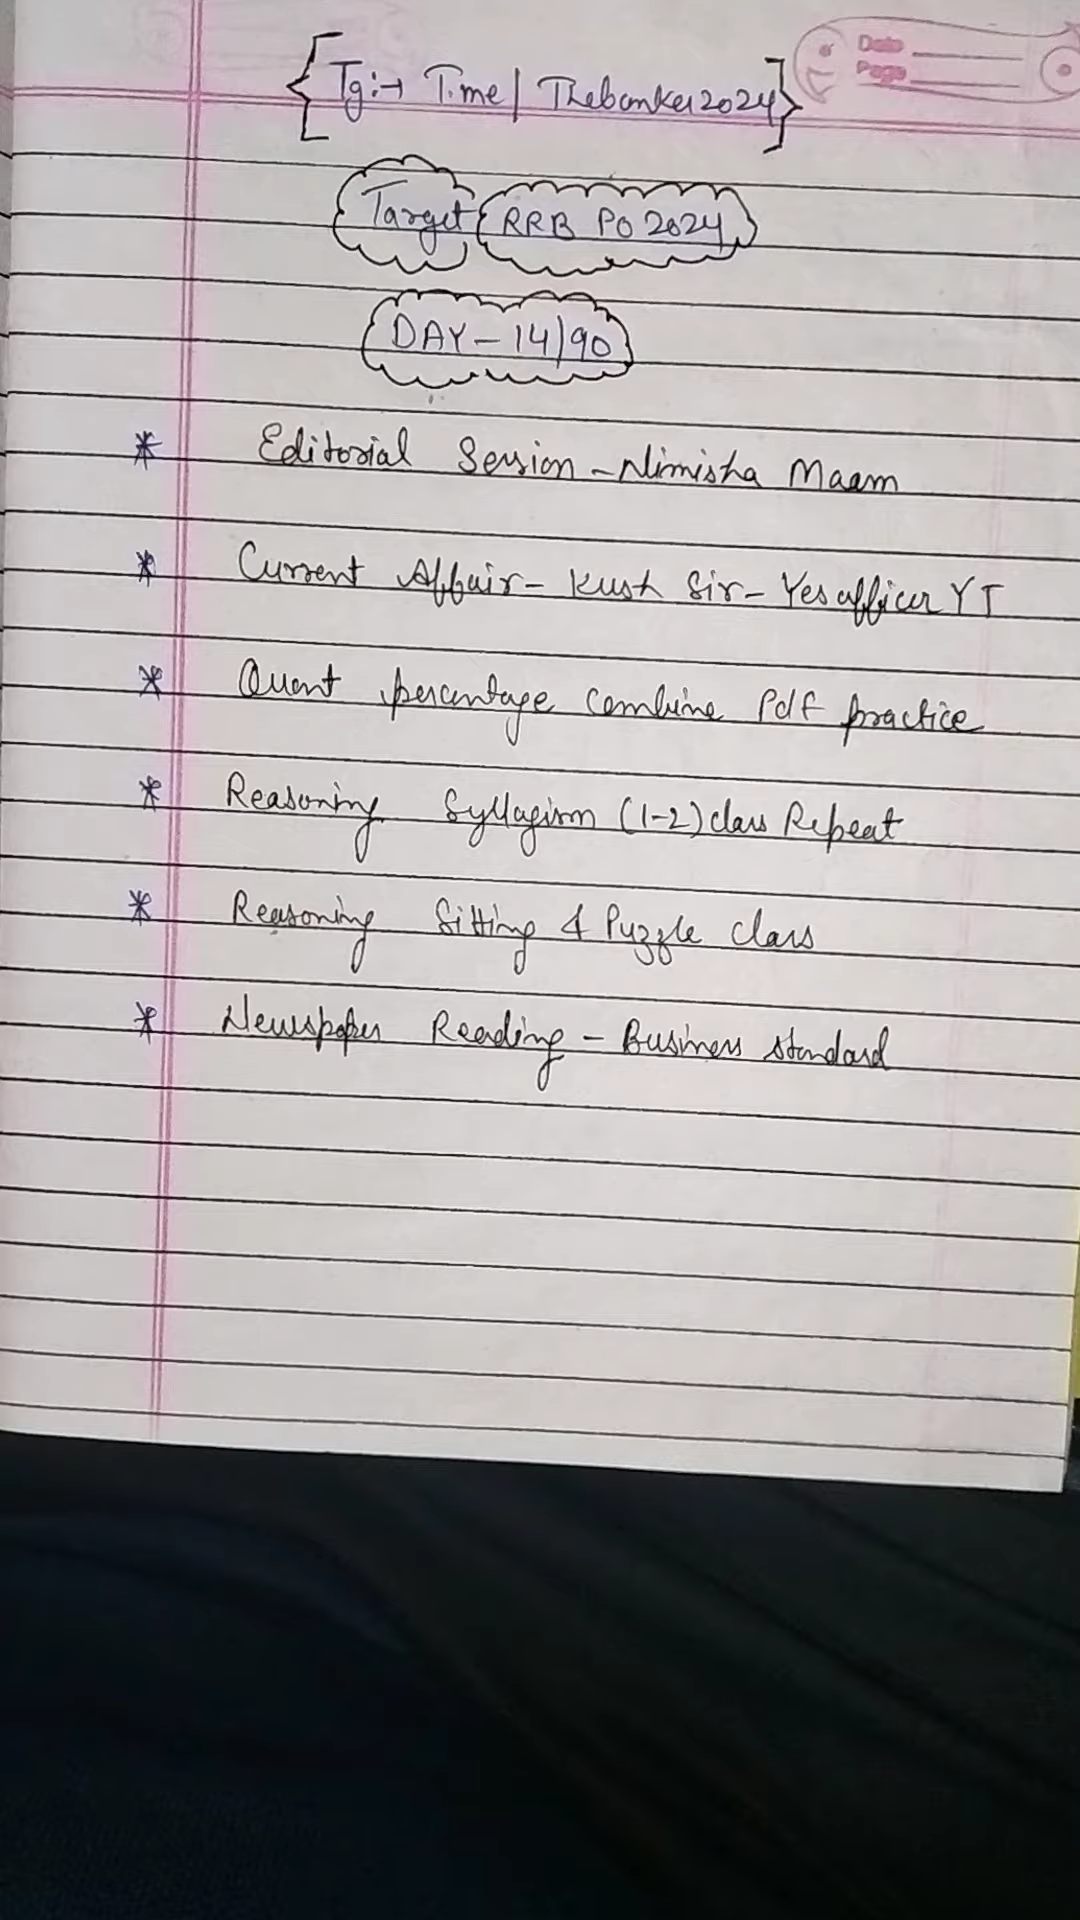 [{Tg:→ Time | Thebanker2024}]
Date
Page
Target RRB PO 2024
DAY - 14/90
* Editorial Session - Nimisha Maam
* Current Affair - Kush Sir - Yes officer YT
* Quant percentage combine Pdf practice
* Reasoning Syllogism (1-2) class Repeat
* Reasoning Sitting & Puzzle class
* Newspaper Reading - Business standard